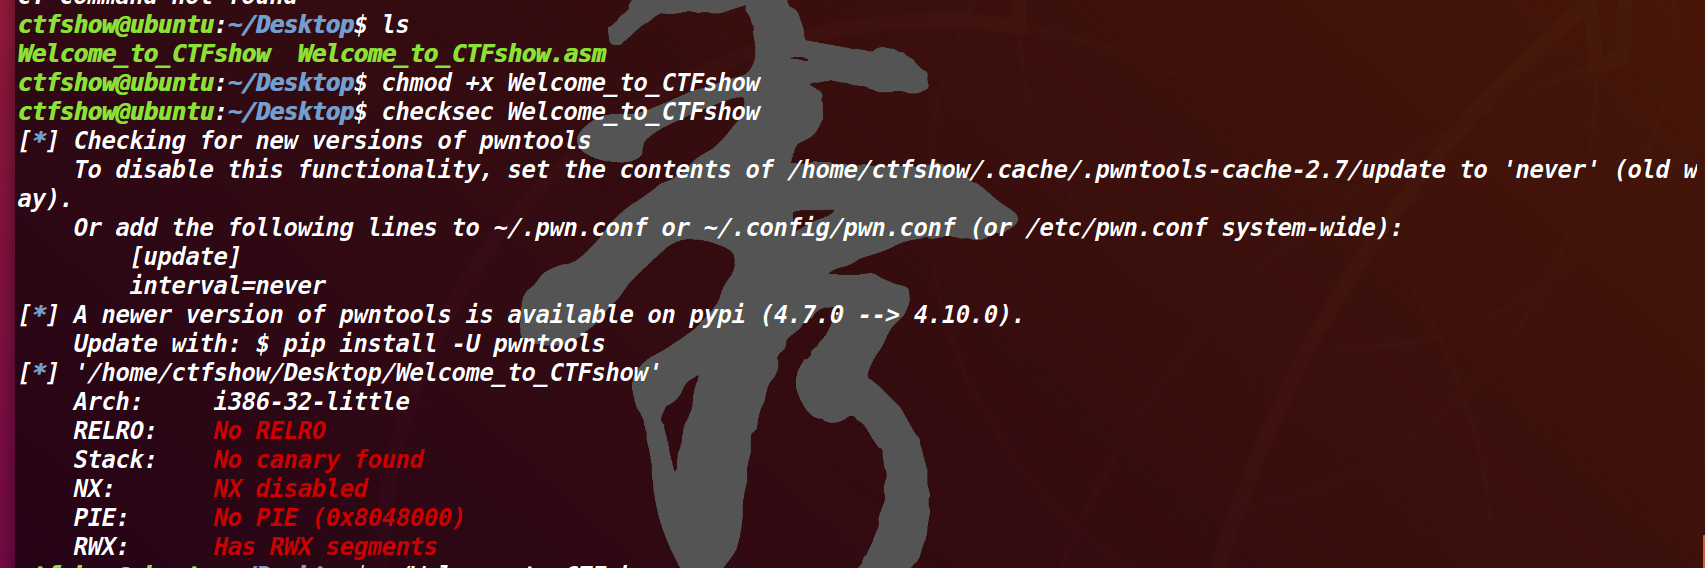 command not found
ctfshow@ubuntu:~/Desktop$ ls
Welcome_to_CTFshow  Welcome_to_CTFshow.asm
ctfshow@ubuntu:~/Desktop$ chmod +x Welcome_to_CTFshow
ctfshow@ubuntu:~/Desktop$ checksec Welcome_to_CTFshow
[*] Checking for new versions of pwntools
    To disable this functionality, set the contents of /home/ctfshow/.cache/.pwntools-cache-2.7/update to 'never' (old w
ay).
    Or add the following lines to ~/.pwn.conf or ~/.config/pwn.conf (or /etc/pwn.conf system-wide):
        [update]
        interval=never
[*] A newer version of pwntools is available on pypi (4.7.0 --> 4.10.0).
    Update with: $ pip install -U pwntools
[*] '/home/ctfshow/Desktop/Welcome_to_CTFshow'
    Arch:     i386-32-little
    RELRO:    No RELRO
    Stack:    No canary found
    NX:       NX disabled
    PIE:      No PIE (0x8048000)
    RWX:      Has RWX segments